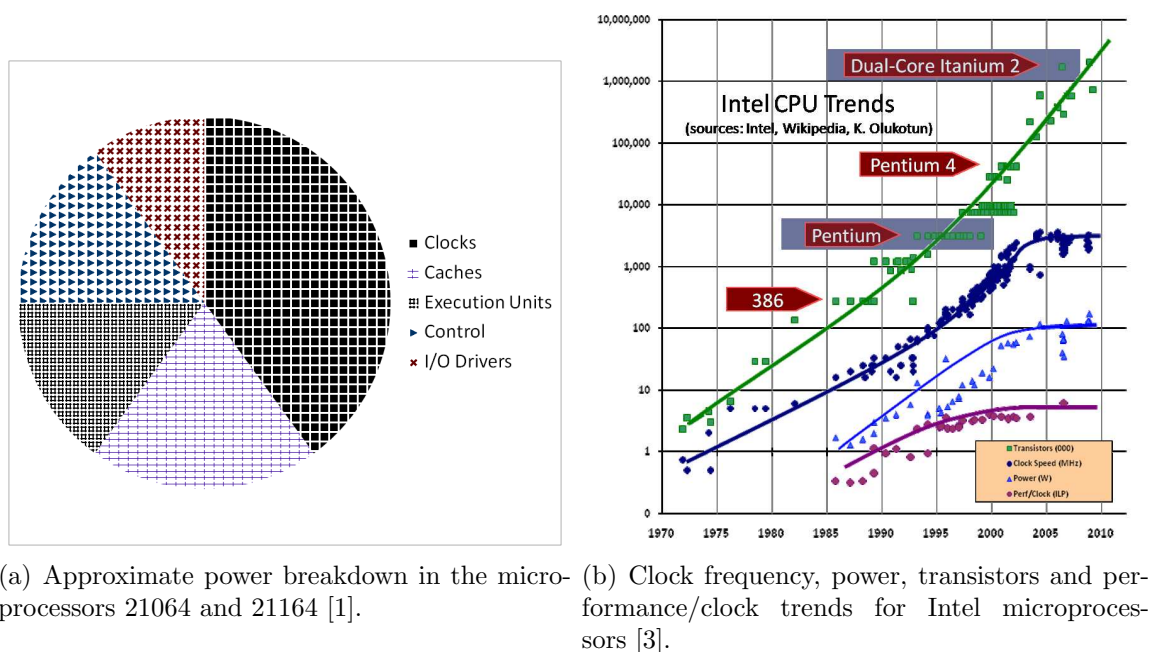 Clocks
Caches
Execution Units
Control
I/O Drivers
(a) Approximate power breakdown in the micro-
processors 21064 and 21164 [1].
10,000,000
1,000,000
100,000
10,000
1,000
100
10
1
0
Dual-Core Itanium 2
Intel CPU Trends
(sources: Intel, Wikipedia, K. Olukotun)
Pentium 4
Pentium
386
Transistors (000)
Clock Speed (MHz)
Power (W)
Perf/Clock (ILP)
1970 1975 1980 1985 1990 1995 2000 2005 2010
(b) Clock frequency, power, transistors and per-
formance/clock trends for Intel microproces-
sors [3].